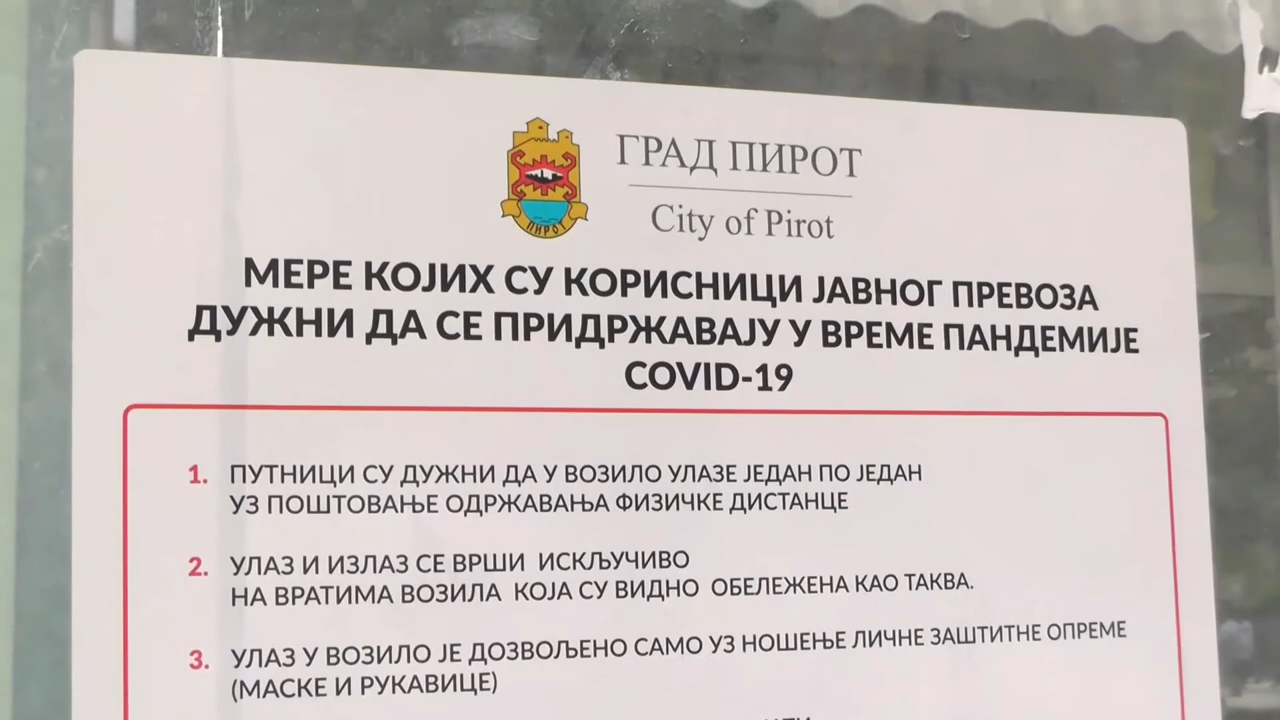 ГРАД ПИРОТ
City of Pirot
ПИРОТ
МЕРЕ КОЈИХ СУ КОРИСНИЦИ ЈАВНОГ ПРЕВОЗА
ДУЖНИ ДА СЕ ПРИДРЖАВАЈУ У ВРЕМЕ ПАНДЕМИЈЕ
COVID-19
1. ПУТНИЦИ СУ ДУЖНИ ДА У ВОЗИЛО УЛАЗЕ ЈЕДАН ПО ЈЕДАН
УЗ ПОШТОВАЊЕ ОДРЖАВАЊА ФИЗИЧКЕ ДИСТАНЦЕ
2. УЛАЗ И ИЗЛАЗ СЕ ВРШИ ИСКЉУЧИВО
НА ВРАТИМА ВОЗИЛА КОЈА СУ ВИДНО ОБЕЛЕЖЕНА КАО ТАКВА.
3. УЛАЗ У ВОЗИЛО ЈЕ ДОЗВОЉЕНО САМО УЗ НОШЕЊЕ ЛИЧНЕ ЗАШТИТНЕ ОПРЕМЕ
(МАСКЕ И РУКАВИЦЕ)